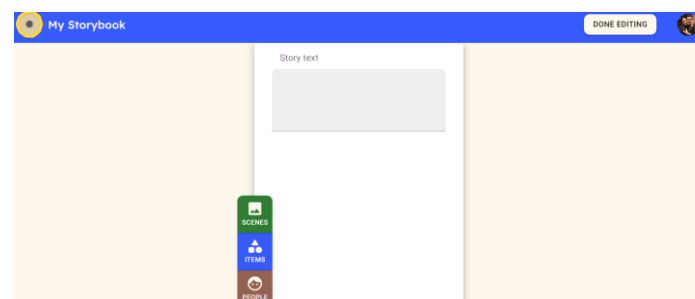 My Storybook
DONE EDITING
Story text
SCENES
ITEMS
PEOPLE